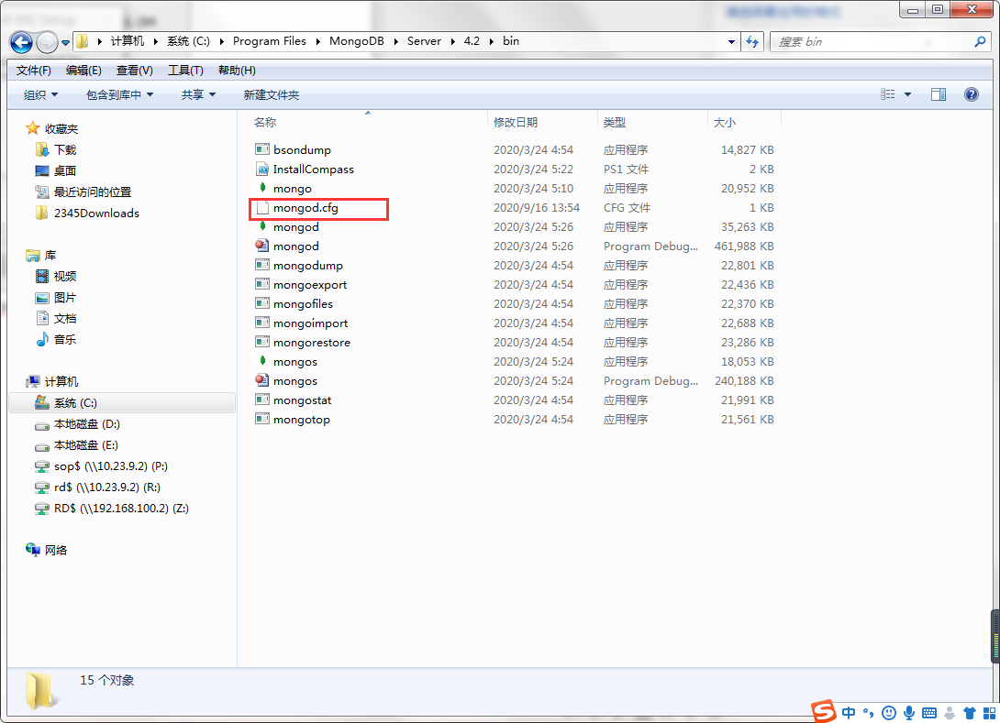 计算机 系统 (C:) Program Files MongoDB Server 4.2 bin
搜索 bin
文件(F) 编辑(E) 查看(V) 工具(T) 帮助(H)
组织 包含到库中 共享 新建文件夹
收藏夹
下载
桌面
最近访问的位置
2345Downloads
库
视频
图片
文档
音乐
计算机
系统 (C:)
本地磁盘 (D:)
本地磁盘 (E:)
sop$ (\\10.23.9.2) (P:)
rd$ (\\10.23.9.2) (R:)
RD$ (\\192.168.100.2) (Z:)
网络
名称 修改日期 类型 大小
bsondump 2020/3/24 4:54 应用程序 14,827 KB
InstallCompass 2020/3/24 5:22 PS1 文件 2 KB
mongo 2020/3/24 5:10 应用程序 20,952 KB
mongod.cfg 2020/9/16 13:54 CFG 文件 1 KB
mongod 2020/3/24 5:26 应用程序 35,263 KB
mongod 2020/3/24 5:26 Program Debug... 461,988 KB
mongodump 2020/3/24 4:54 应用程序 22,801 KB
mongoexport 2020/3/24 4:54 应用程序 22,436 KB
mongofiles 2020/3/24 4:54 应用程序 22,370 KB
mongoimport 2020/3/24 4:54 应用程序 22,688 KB
mongorestore 2020/3/24 4:54 应用程序 23,286 KB
mongos 2020/3/24 5:24 应用程序 18,053 KB
mongos 2020/3/24 5:24 Program Debug... 240,188 KB
mongostat 2020/3/24 4:54 应用程序 21,991 KB
mongotop 2020/3/24 4:54 应用程序 21,561 KB
15 个对象
中